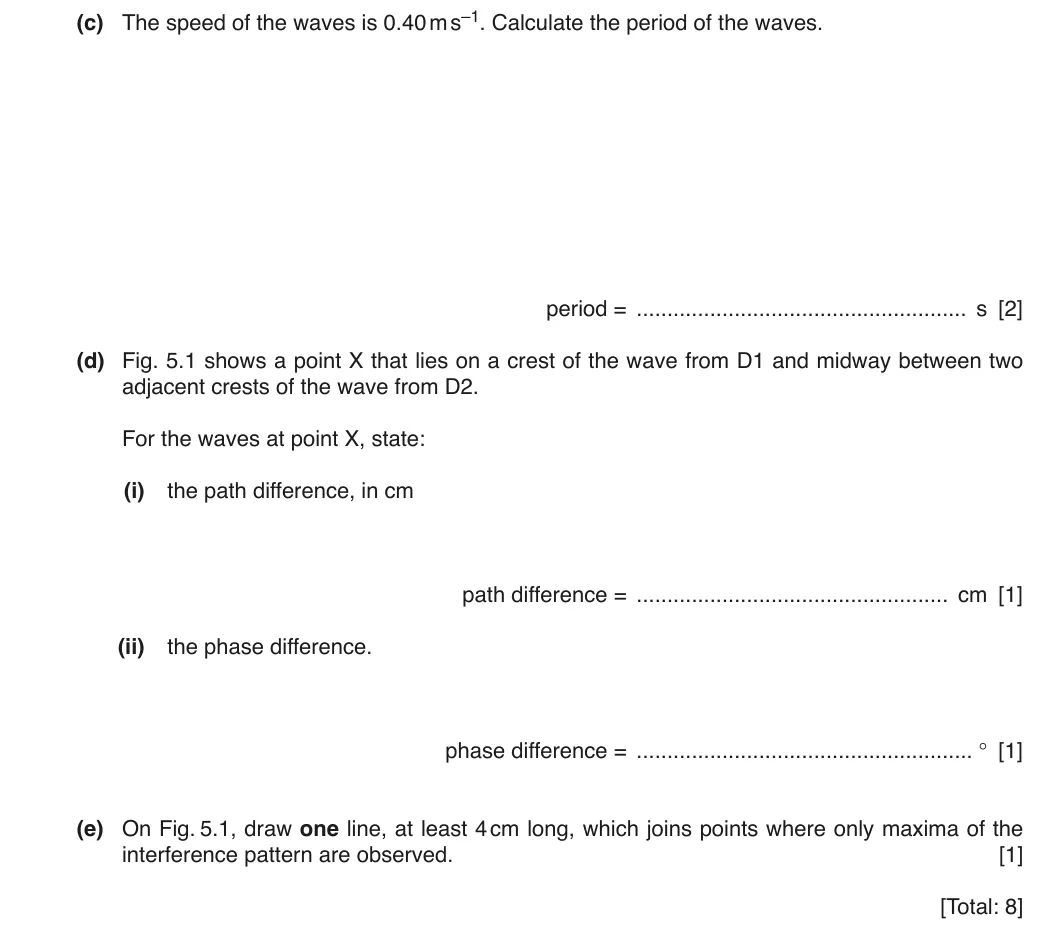 (c) The speed of the waves is 0.40 m s⁻¹. Calculate the period of the waves.
period = ...................................................... s [2]
(d) Fig. 5.1 shows a point X that lies on a crest of the wave from D1 and midway between two
adjacent crests of the wave from D2.
For the waves at point X, state:
(i) the path difference, in cm
path difference = ................................................... cm [1]
(ii) the phase difference.
phase difference = ....................................................... ° [1]
(e) On Fig. 5.1, draw one line, at least 4 cm long, which joins points where only maxima of the
interference pattern are observed. [1]
[Total: 8]